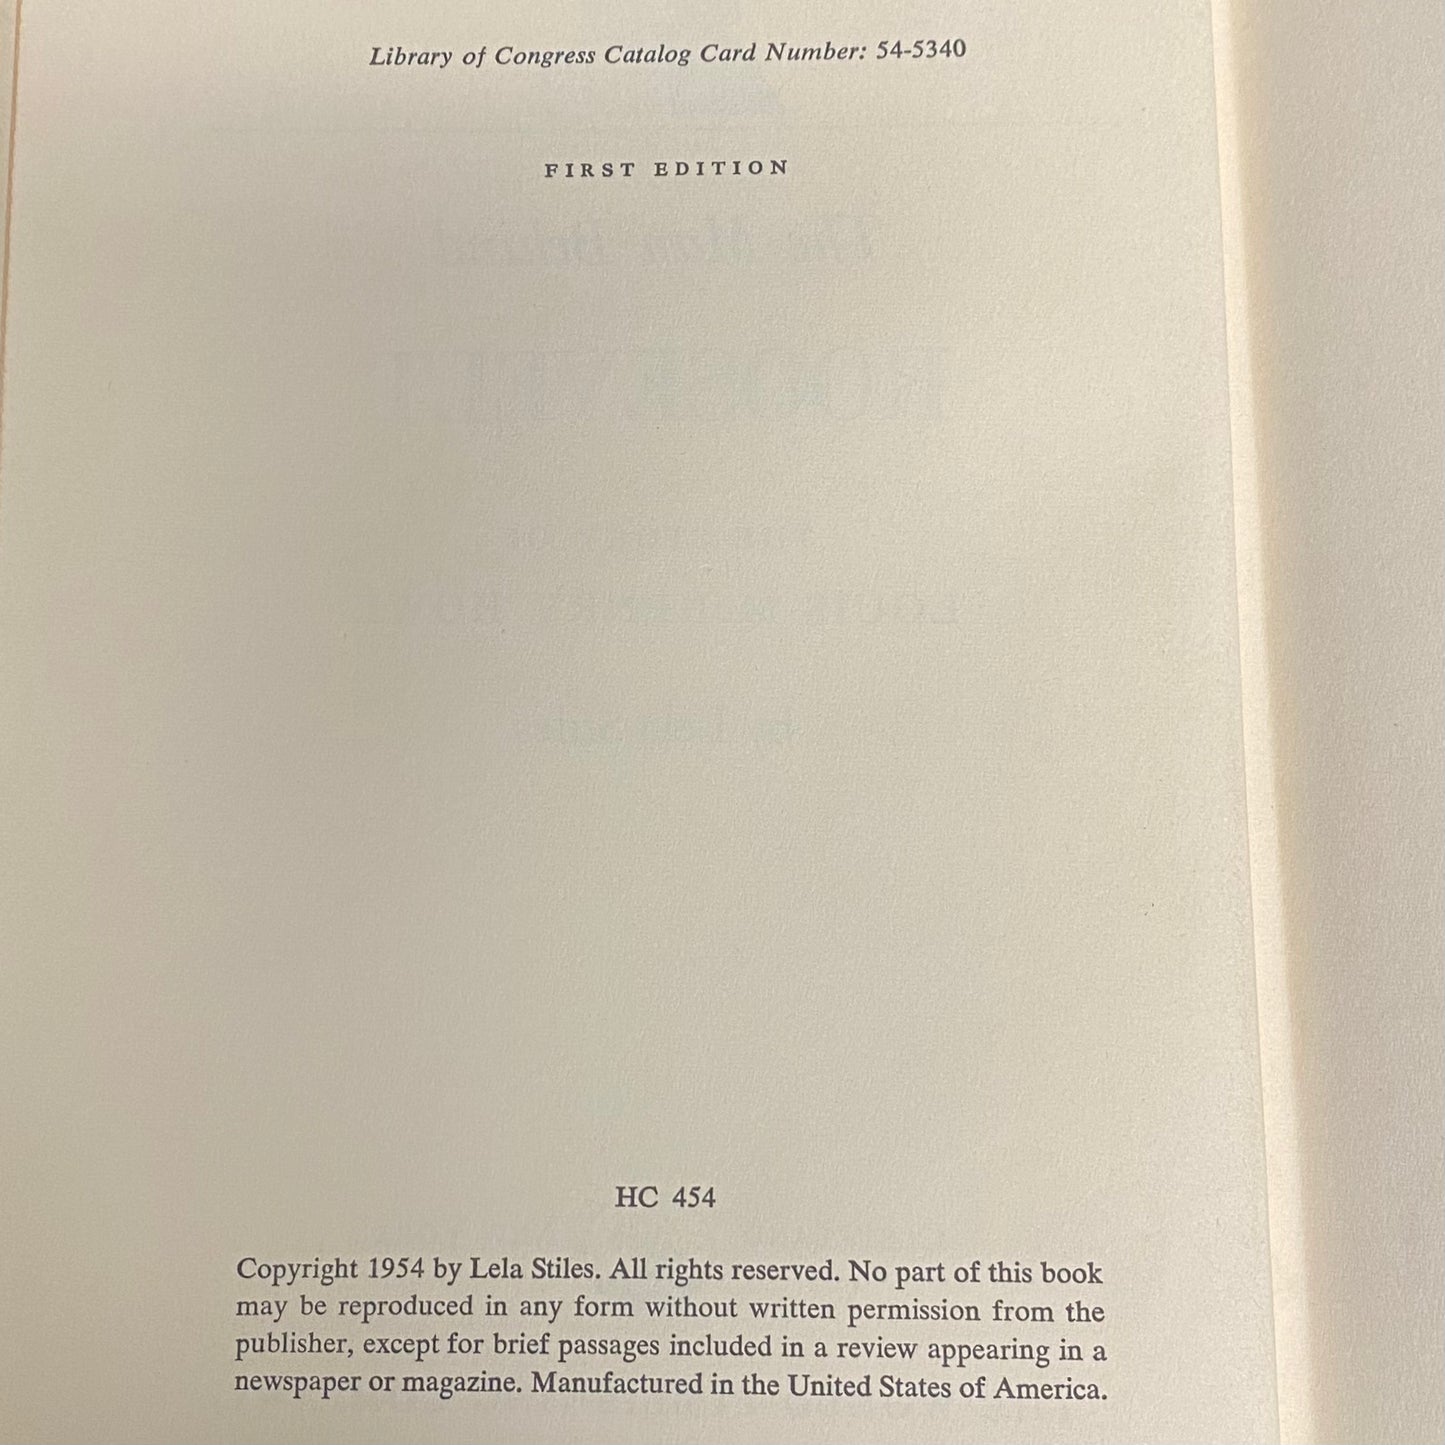 Library of Congress Catalog Card Number: 54-5340
FIRST EDITION
HC 454
Copyright 1954 by Lela Stiles. All rights reserved. No part of this book
may be reproduced in any form without written permission from the
publisher, except for brief passages included in a review appearing in a
newspaper or magazine. Manufactured in the United States of America.